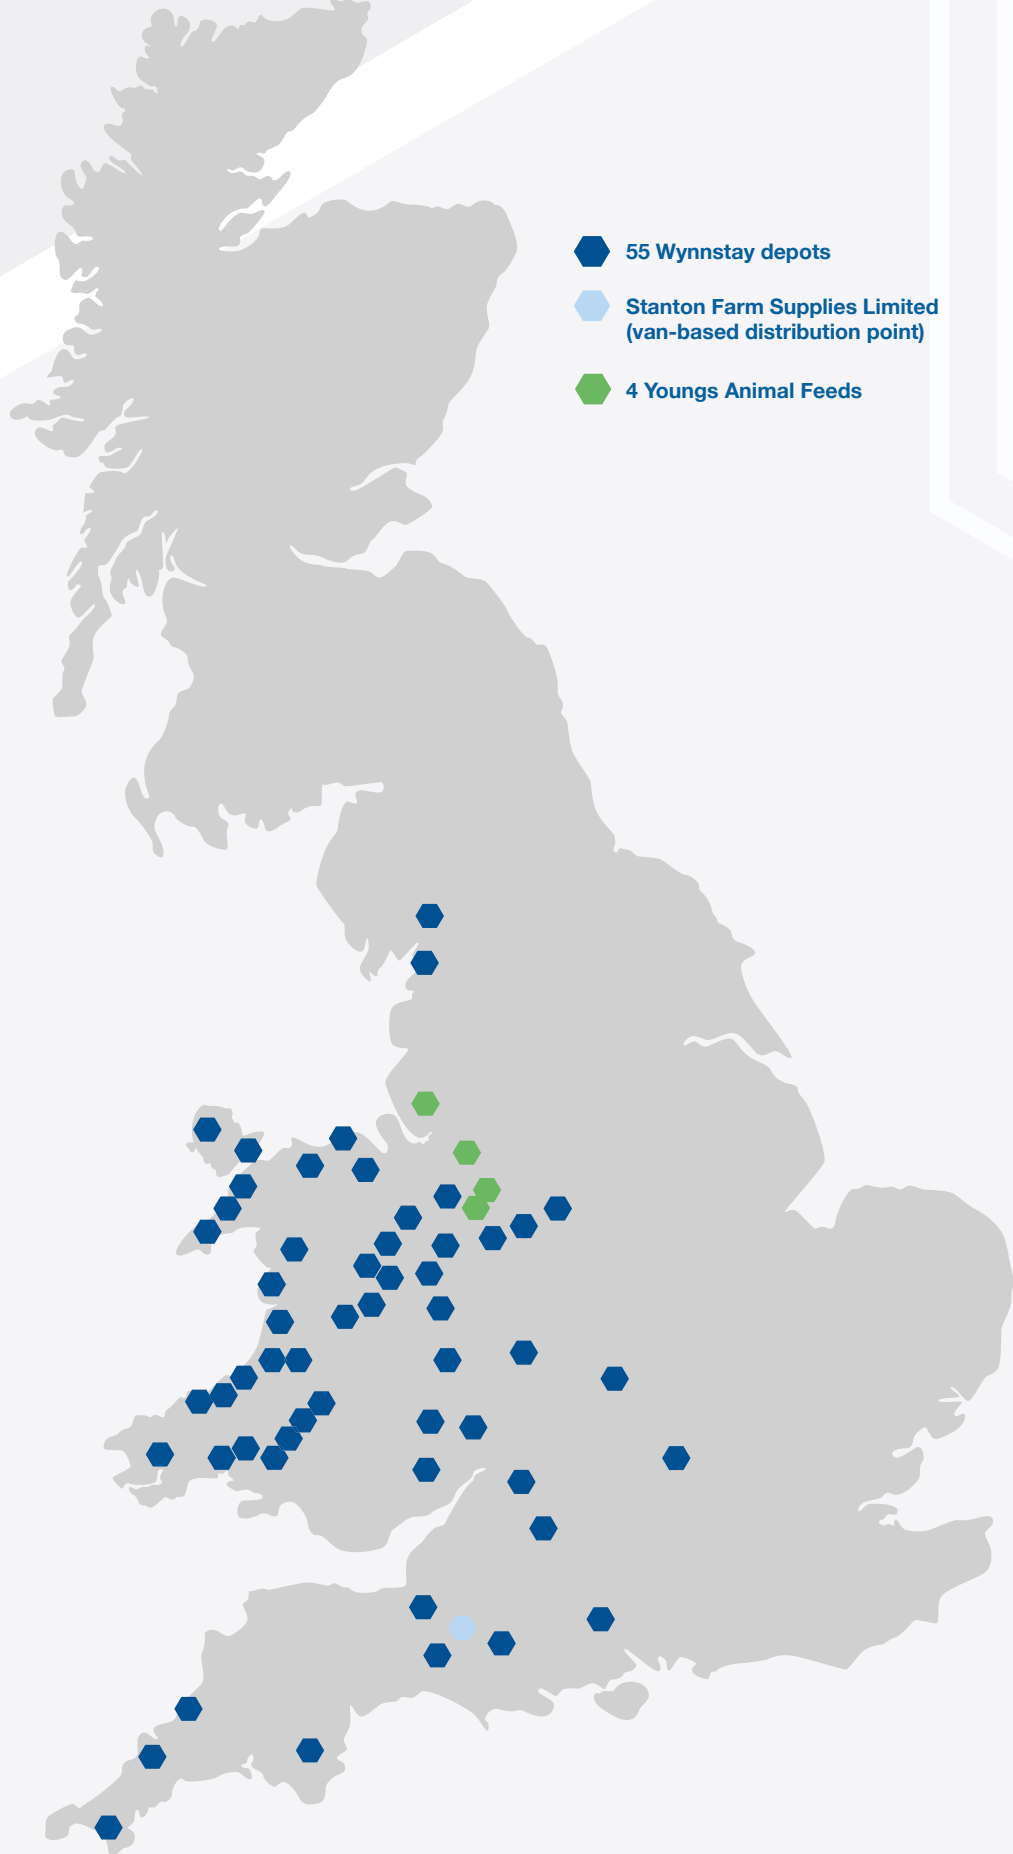 55 Wynnstay depots
Stanton Farm Supplies Limited
(van-based distribution point)
4 Youngs Animal Feeds